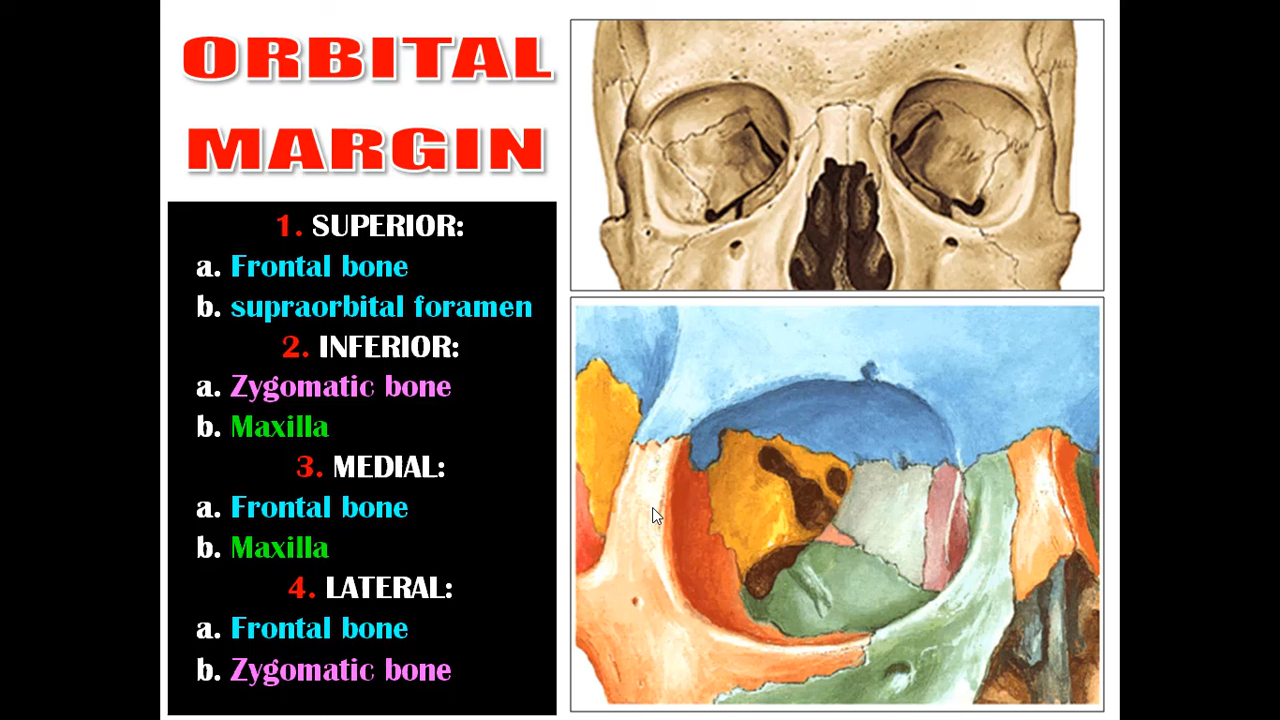 ORBITAL
MARGIN
1. SUPERIOR:
a. Frontal bone
b. supraorbital foramen
2. INFERIOR:
a. Zygomatic bone
b. Maxilla
3. MEDIAL:
a. Frontal bone
b. Maxilla
4. LATERAL:
a. Frontal bone
b. Zygomatic bone